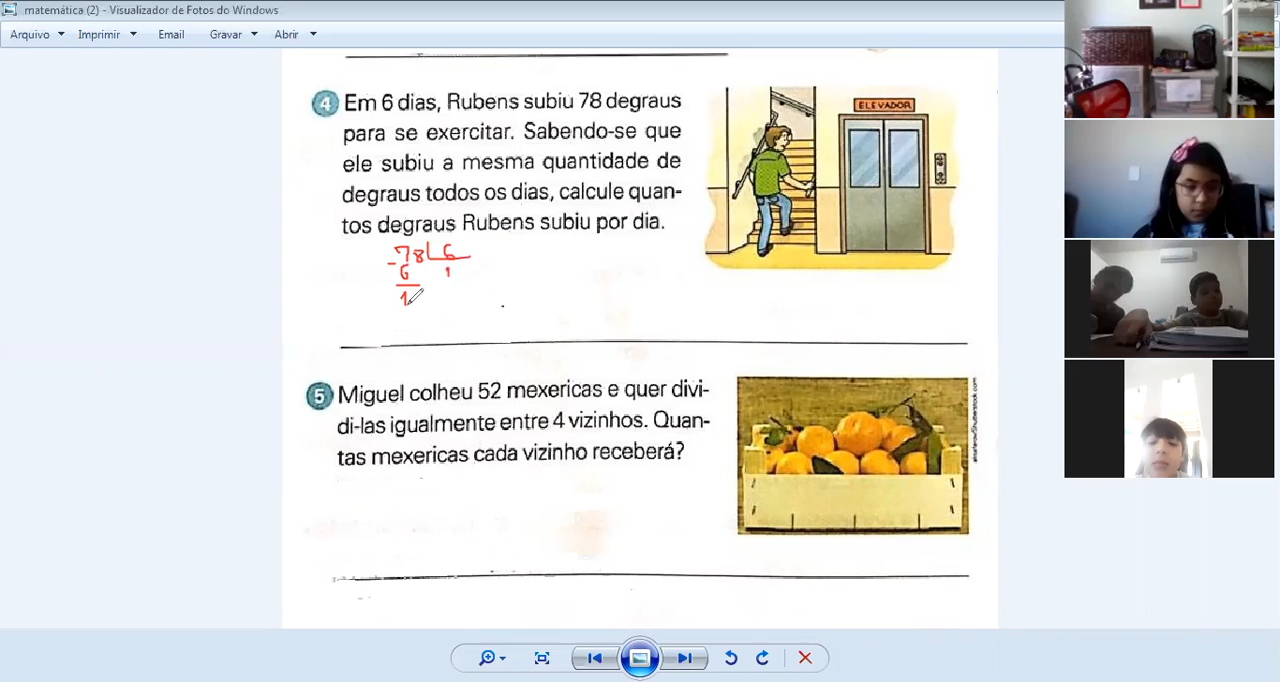 matemática (2) - Visualizador de Fotos do Windows
Arquivo Imprimir Email Gravar Abrir
4 Em 6 dias, Rubens subiu 78 degraus
para se exercitar. Sabendo-se que
ele subiu a mesma quantidade de
degraus todos os dias, calcule quan-
tos degraus Rubens subiu por dia.
ELEVADOR
-78 6
6 1
1
5 Miguel colheu 52 mexericas e quer divi-
di-las igualmente entre 4 vizinhos. Quan-
tas mexericas cada vizinho receberá?